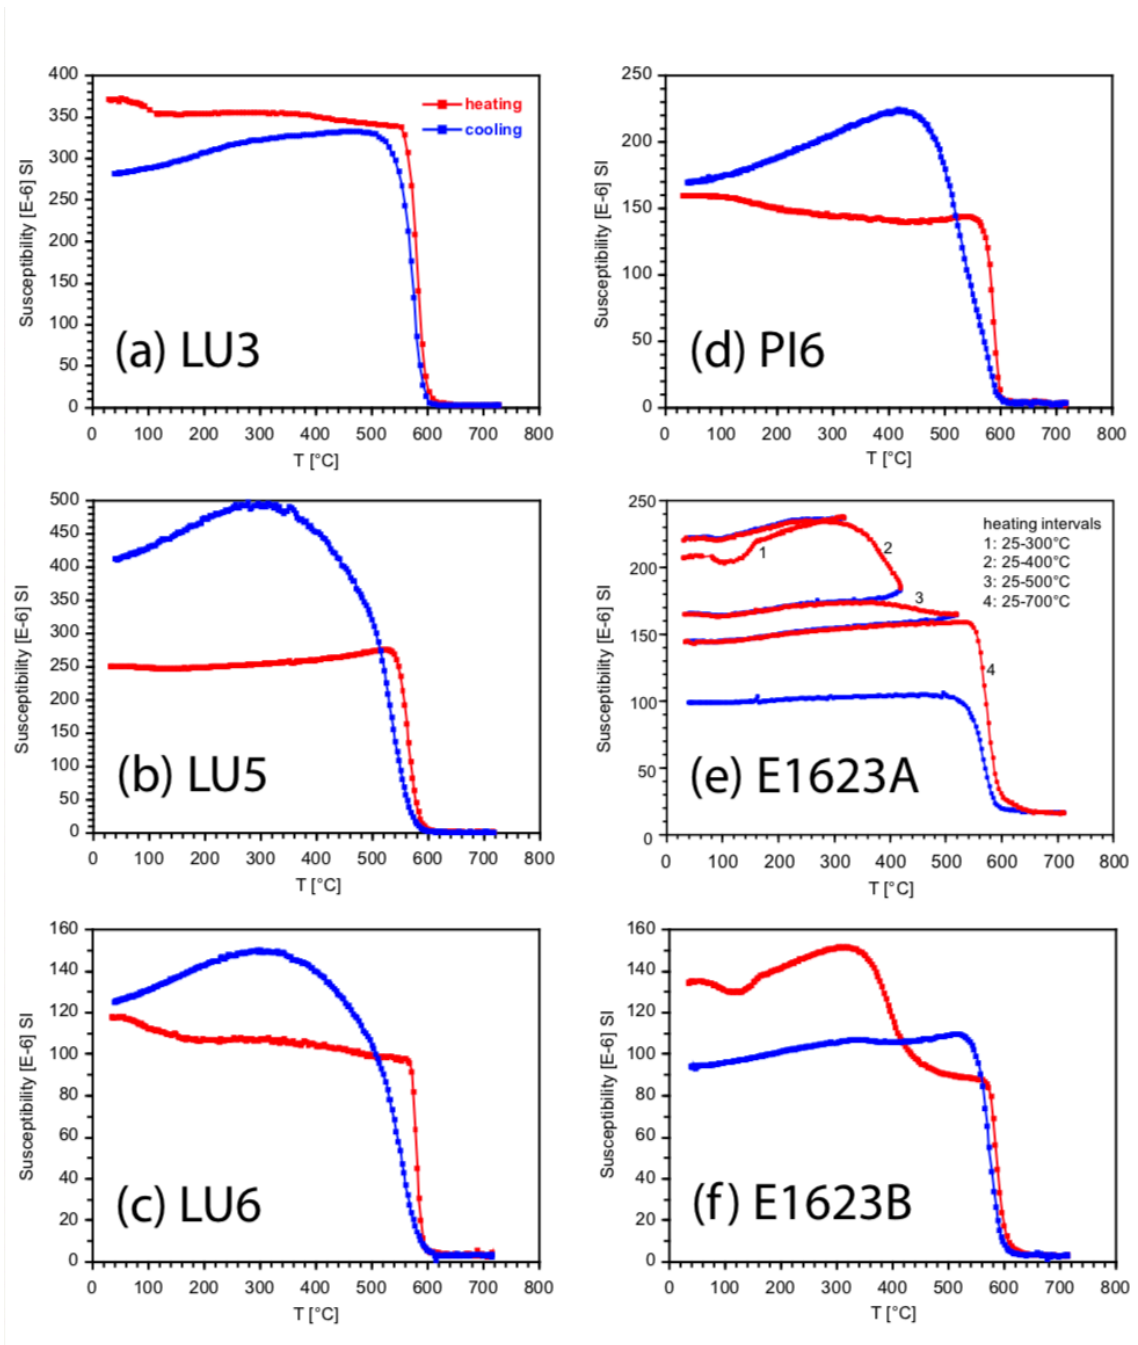 400
350
300
250
200
150
100
50
0
Susceptibility [E-6] SI
heating
cooling
(a) LU3
0 100 200 300 400 500 600 700 800
T [°C]
250
200
150
100
50
0
Susceptibility [E-6] SI
(d) PI6
0 100 200 300 400 500 600 700 800
T [°C]
500
450
400
350
300
250
200
150
100
50
0
Susceptibility [E-6] SI
(b) LU5
0 100 200 300 400 500 600 700 800
T [°C]
250
200
150
100
50
0
Susceptibility [E-6] SI
heating intervals
1: 25-300°C
2: 25-400°C
3: 25-500°C
4: 25-700°C
1
2
3
4
(e) E1623A
0 100 200 300 400 500 600 700 800
T [°C]
160
140
120
100
80
60
40
20
0
Susceptibility [E-6] SI
(c) LU6
0 100 200 300 400 500 600 700 800
T [°C]
160
140
120
100
80
60
40
20
0
Susceptibility [E-6] SI
(f) E1623B
0 100 200 300 400 500 600 700 800
T [°C]